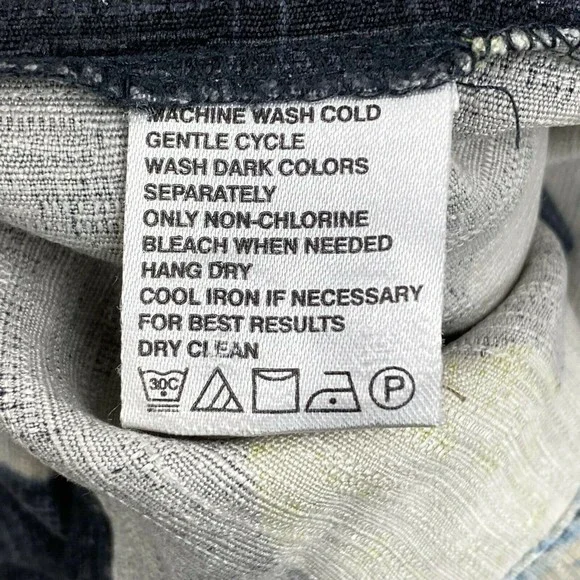 MACHINE WASH COLD
GENTLE CYCLE
WASH DARK COLORS
SEPARATELY
ONLY NON-CHLORINE
BLEACH WHEN NEEDED
HANG DRY
COOL IRON IF NECESSARY
FOR BEST RESULTS
DRY CLEAN
30C P